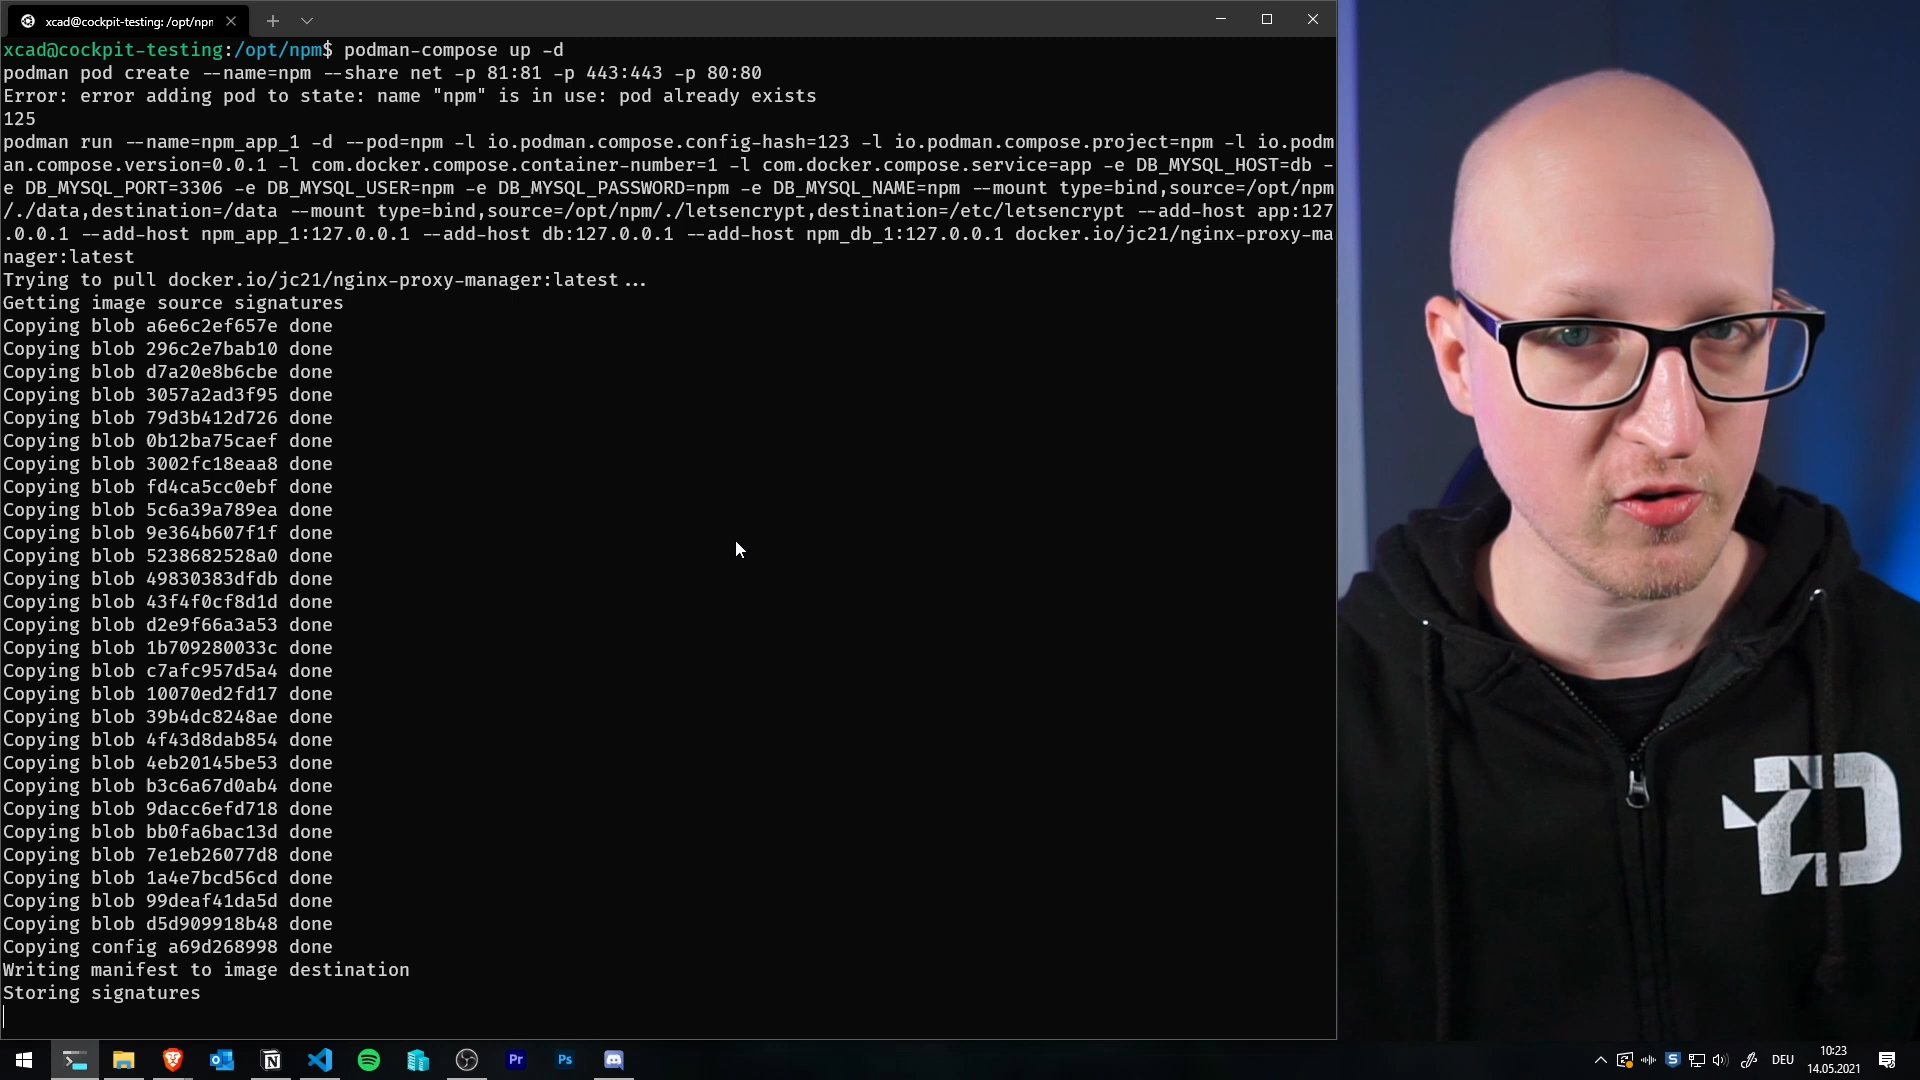 xcad@cockpit-testing: /opt/npn
xcad@cockpit-testing:/opt/npm$ podman-compose up -d
podman pod create --name=npm --share net -p 81:81 -p 443:443 -p 80:80
Error: error adding pod to state: name "npm" is in use: pod already exists
125
podman run --name=npm_app_1 -d --pod=npm -l io.podman.compose.config-hash=123 -l io.podman.compose.project=npm -l io.podm
an.compose.version=0.0.1 -l com.docker.compose.container-number=1 -l com.docker.compose.service=app -e DB_MYSQL_HOST=db -
e DB_MYSQL_PORT=3306 -e DB_MYSQL_USER=npm -e DB_MYSQL_PASSWORD=npm -e DB_MYSQL_NAME=npm --mount type=bind,source=/opt/npm
/./data,destination=/data --mount type=bind,source=/opt/npm/./letsencrypt,destination=/etc/letsencrypt --add-host app:127
.0.0.1 --add-host npm_app_1:127.0.0.1 --add-host db:127.0.0.1 --add-host npm_db_1:127.0.0.1 docker.io/jc21/nginx-proxy-ma
nager:latest
Trying to pull docker.io/jc21/nginx-proxy-manager:latest...
Getting image source signatures
Copying blob a6e6c2ef657e done
Copying blob 296c2e7bab10 done
Copying blob d7a20e8b6cbe done
Copying blob 3057a2ad3f95 done
Copying blob 79d3b412d726 done
Copying blob 0b12ba75caef done
Copying blob 3002fc18eaa8 done
Copying blob fd4ca5cc0ebf done
Copying blob 5c6a39a789ea done
Copying blob 9e364b607f1f done
Copying blob 5238682528a0 done
Copying blob 49830383dfdb done
Copying blob 43f4f0cf8d1d done
Copying blob d2e9f66a3a53 done
Copying blob 1b709280033c done
Copying blob c7afc957d5a4 done
Copying blob 10070ed2fd17 done
Copying blob 39b4dc8248ae done
Copying blob 4f43d8dab854 done
Copying blob 4eb20145be53 done
Copying blob b3c6a67d0ab4 done
Copying blob 9dacc6efd718 done
Copying blob bb0fa6bac13d done
Copying blob 7e1eb26077d8 done
Copying blob 1a4e7bcd56cd done
Copying blob 99deaf41da5d done
Copying blob d5d909918b48 done
Copying config a69d268998 done
Writing manifest to image destination
Storing signatures
Pr
Ps
DEU
10:23
14.05.2021